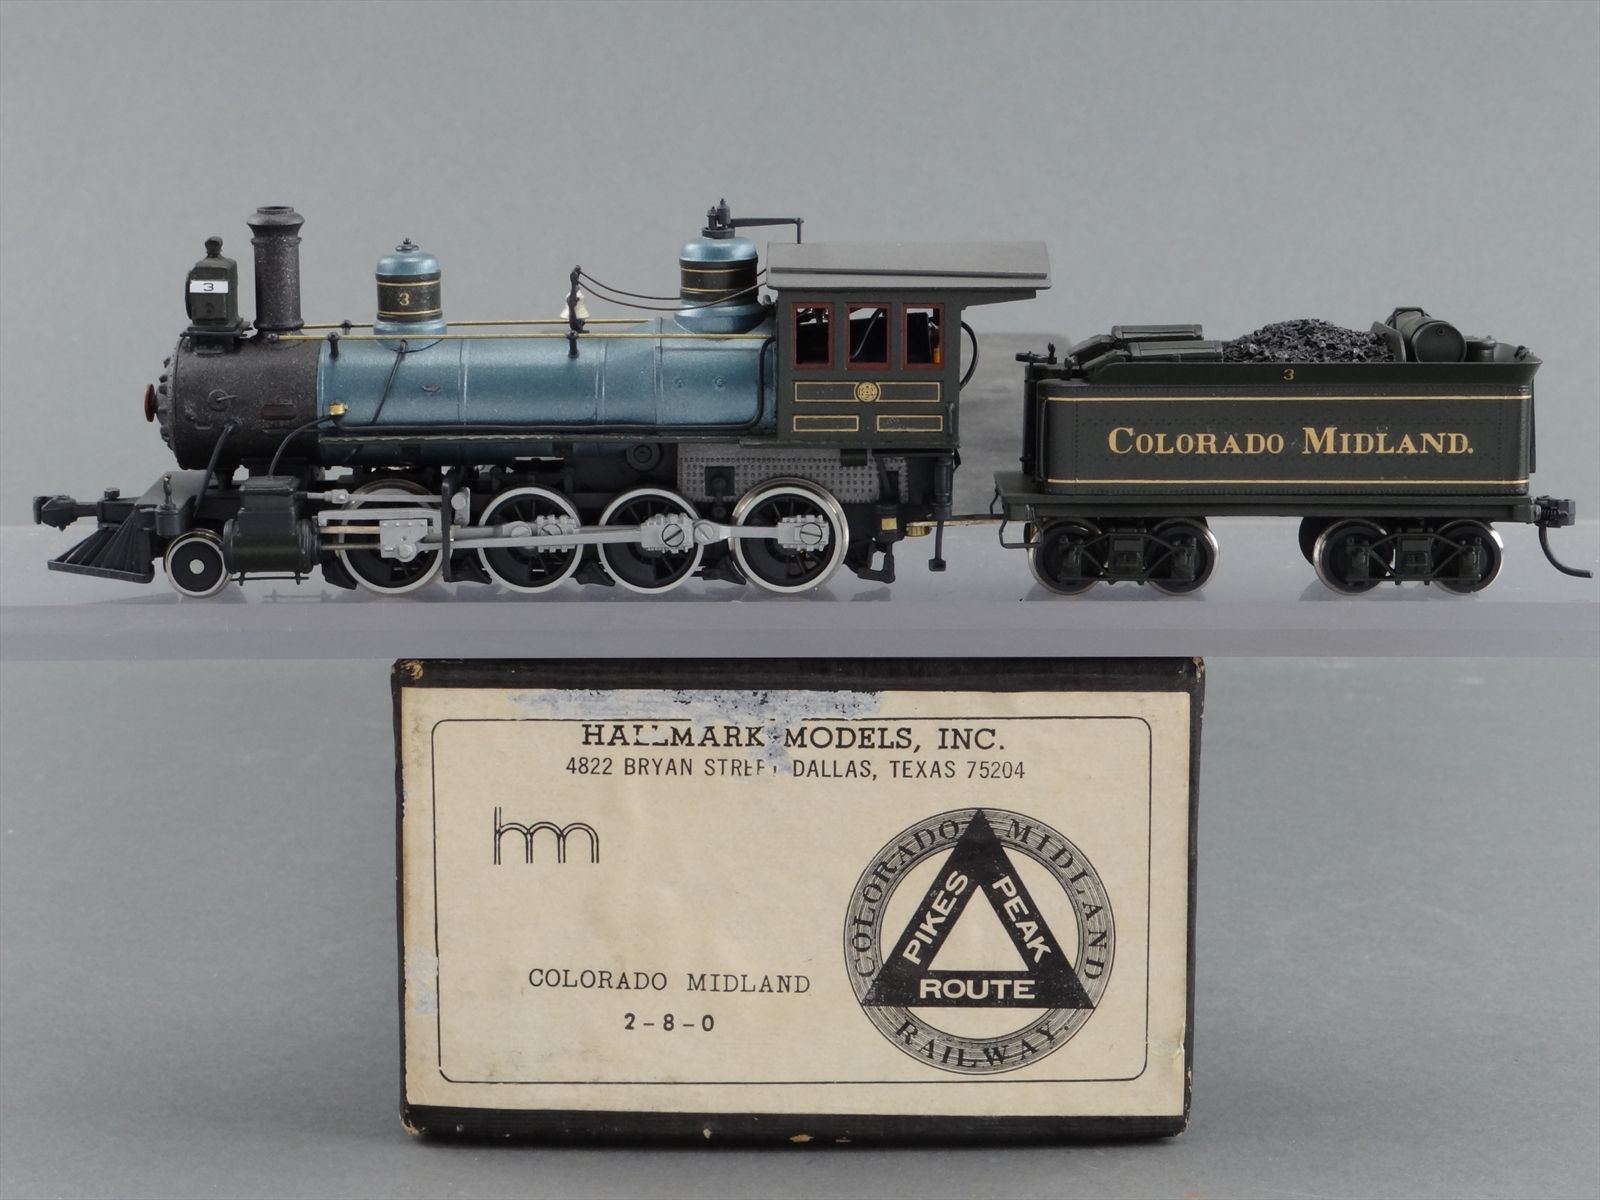 3
3
3
COLORADO MIDLAND.
HALLMARK MODELS, INC.
4822 BRYAN STREET DALLAS, TEXAS 75204
hm
COLORADO MIDLAND
RAILWAY.
PIKES PEAK
ROUTE
COLORADO MIDLAND
2-8-0